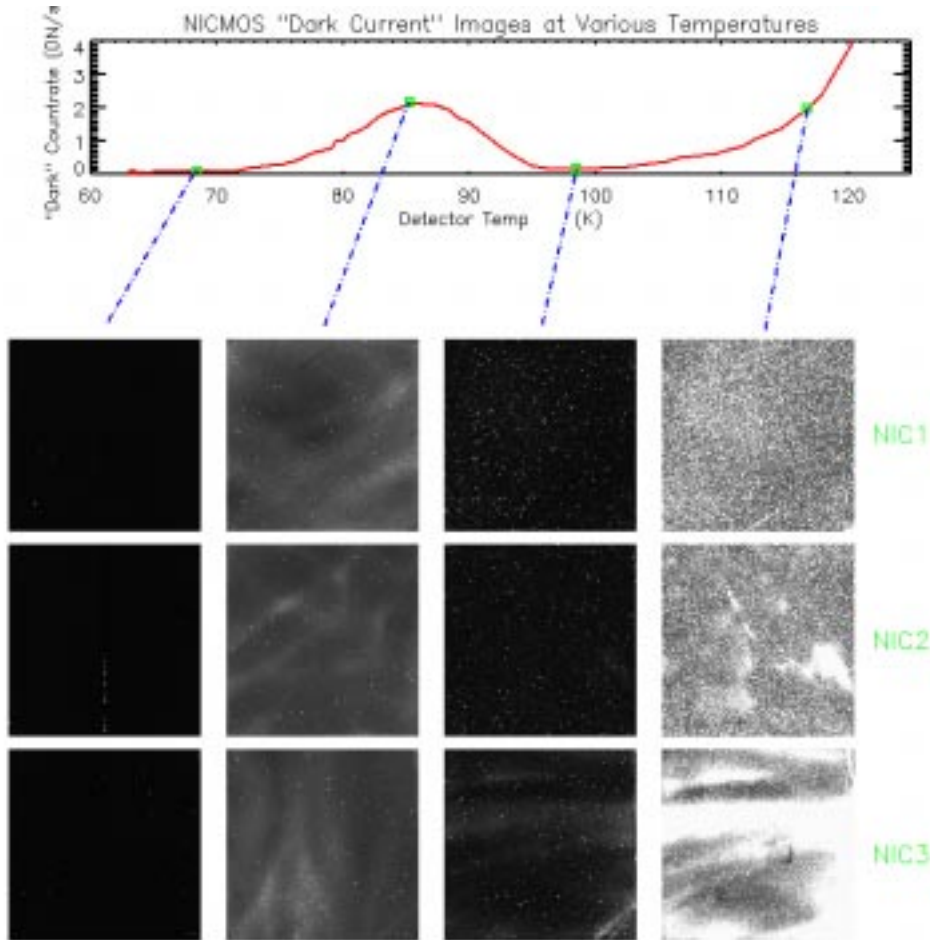 NICMOS "Dark Current" Images at Various Temperatures
"Dark" Countrate (DN/s
4
3
2
1
0
60 70 80 90 100 110 120
Detector Temp (K)
NIC1
NIC2
NIC3